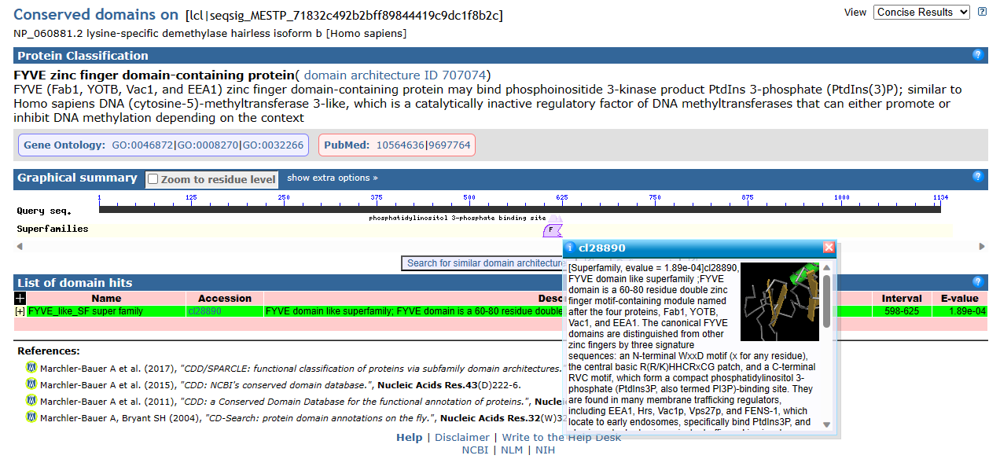 Conserved domains on [lcl|seqsig_MESTP_71832c492b2bff89844419c9dc1f8b2c]
View Concise Results ?
NP_060881.2 lysine-specific demethylase hairless isoform b [Homo sapiens]
Protein Classification ?
FYVE zinc finger domain-containing protein( domain architecture ID 707074)
FYVE (Fab1, YOTB, Vac1, and EEA1) zinc finger domain-containing protein may bind phosphoinositide 3-kinase product PtdIns 3-phosphate (PtdIns(3)P); similar to
Homo sapiens DNA (cytosine-5)-methyltransferase 3-like, which is a catalytically inactive regulatory factor of DNA methyltransferases that can either promote or
inhibit DNA methylation depending on the context
Gene Ontology: GO:0046872|GO:0008270|GO:0032266 PubMed: 10564636|9697764
Graphical summary Zoom to residue level show extra options » ?
1 125 250 375 500 625 750 875 1000 1134
Query seq.
phosphatidylinositol 3-phosphate binding site
Superfamilies F
Search for similar domain architecture
List of domain hits ?
Name Accession Desc Interval E-value
[+] FYVE_like_SF super family cl28890 FYVE domain like superfamily; FYVE domain is a 60-80 residue double 598-625 1.89e-04
i cl28890
[Superfamily, evalue = 1.89e-04]cl28890,
FYVE domain like superfamily ;FYVE
domain is a 60-80 residue double zinc
finger motif-containing module named
after the four proteins, Fab1, YOTB,
Vac1, and EEA1. The canonical FYVE
domains are distinguished from other
zinc fingers by three signature
sequences: an N-terminal WxxD motif (x for any residue),
the central basic R(R/K)HHCRxCG patch, and a C-terminal
RVC motif, which form a compact phosphatidylinositol 3-
phosphate (PtdIns3P, also termed PI3P)-binding site. They
are found in many membrane trafficking regulators,
including EEA1, Hrs, Vac1p, Vps27p, and FENS-1, which
locate to early endosomes, specifically bind PtdIns3P, and
References:
Marchler-Bauer A et al. (2017), "CDD/SPARCLE: functional classification of proteins via subfamily domain architectures."
Marchler-Bauer A et al. (2015), "CDD: NCBI's conserved domain database.", Nucleic Acids Res.43(D)222-6.
Marchler-Bauer A et al. (2011), "CDD: a Conserved Domain Database for the functional annotation of proteins.", Nucle
Marchler-Bauer A, Bryant SH (2004), "CD-Search: protein domain annotations on the fly.", Nucleic Acids Res.32(W)32
Help | Disclaimer | Write to the Help Desk
NCBI | NLM | NIH